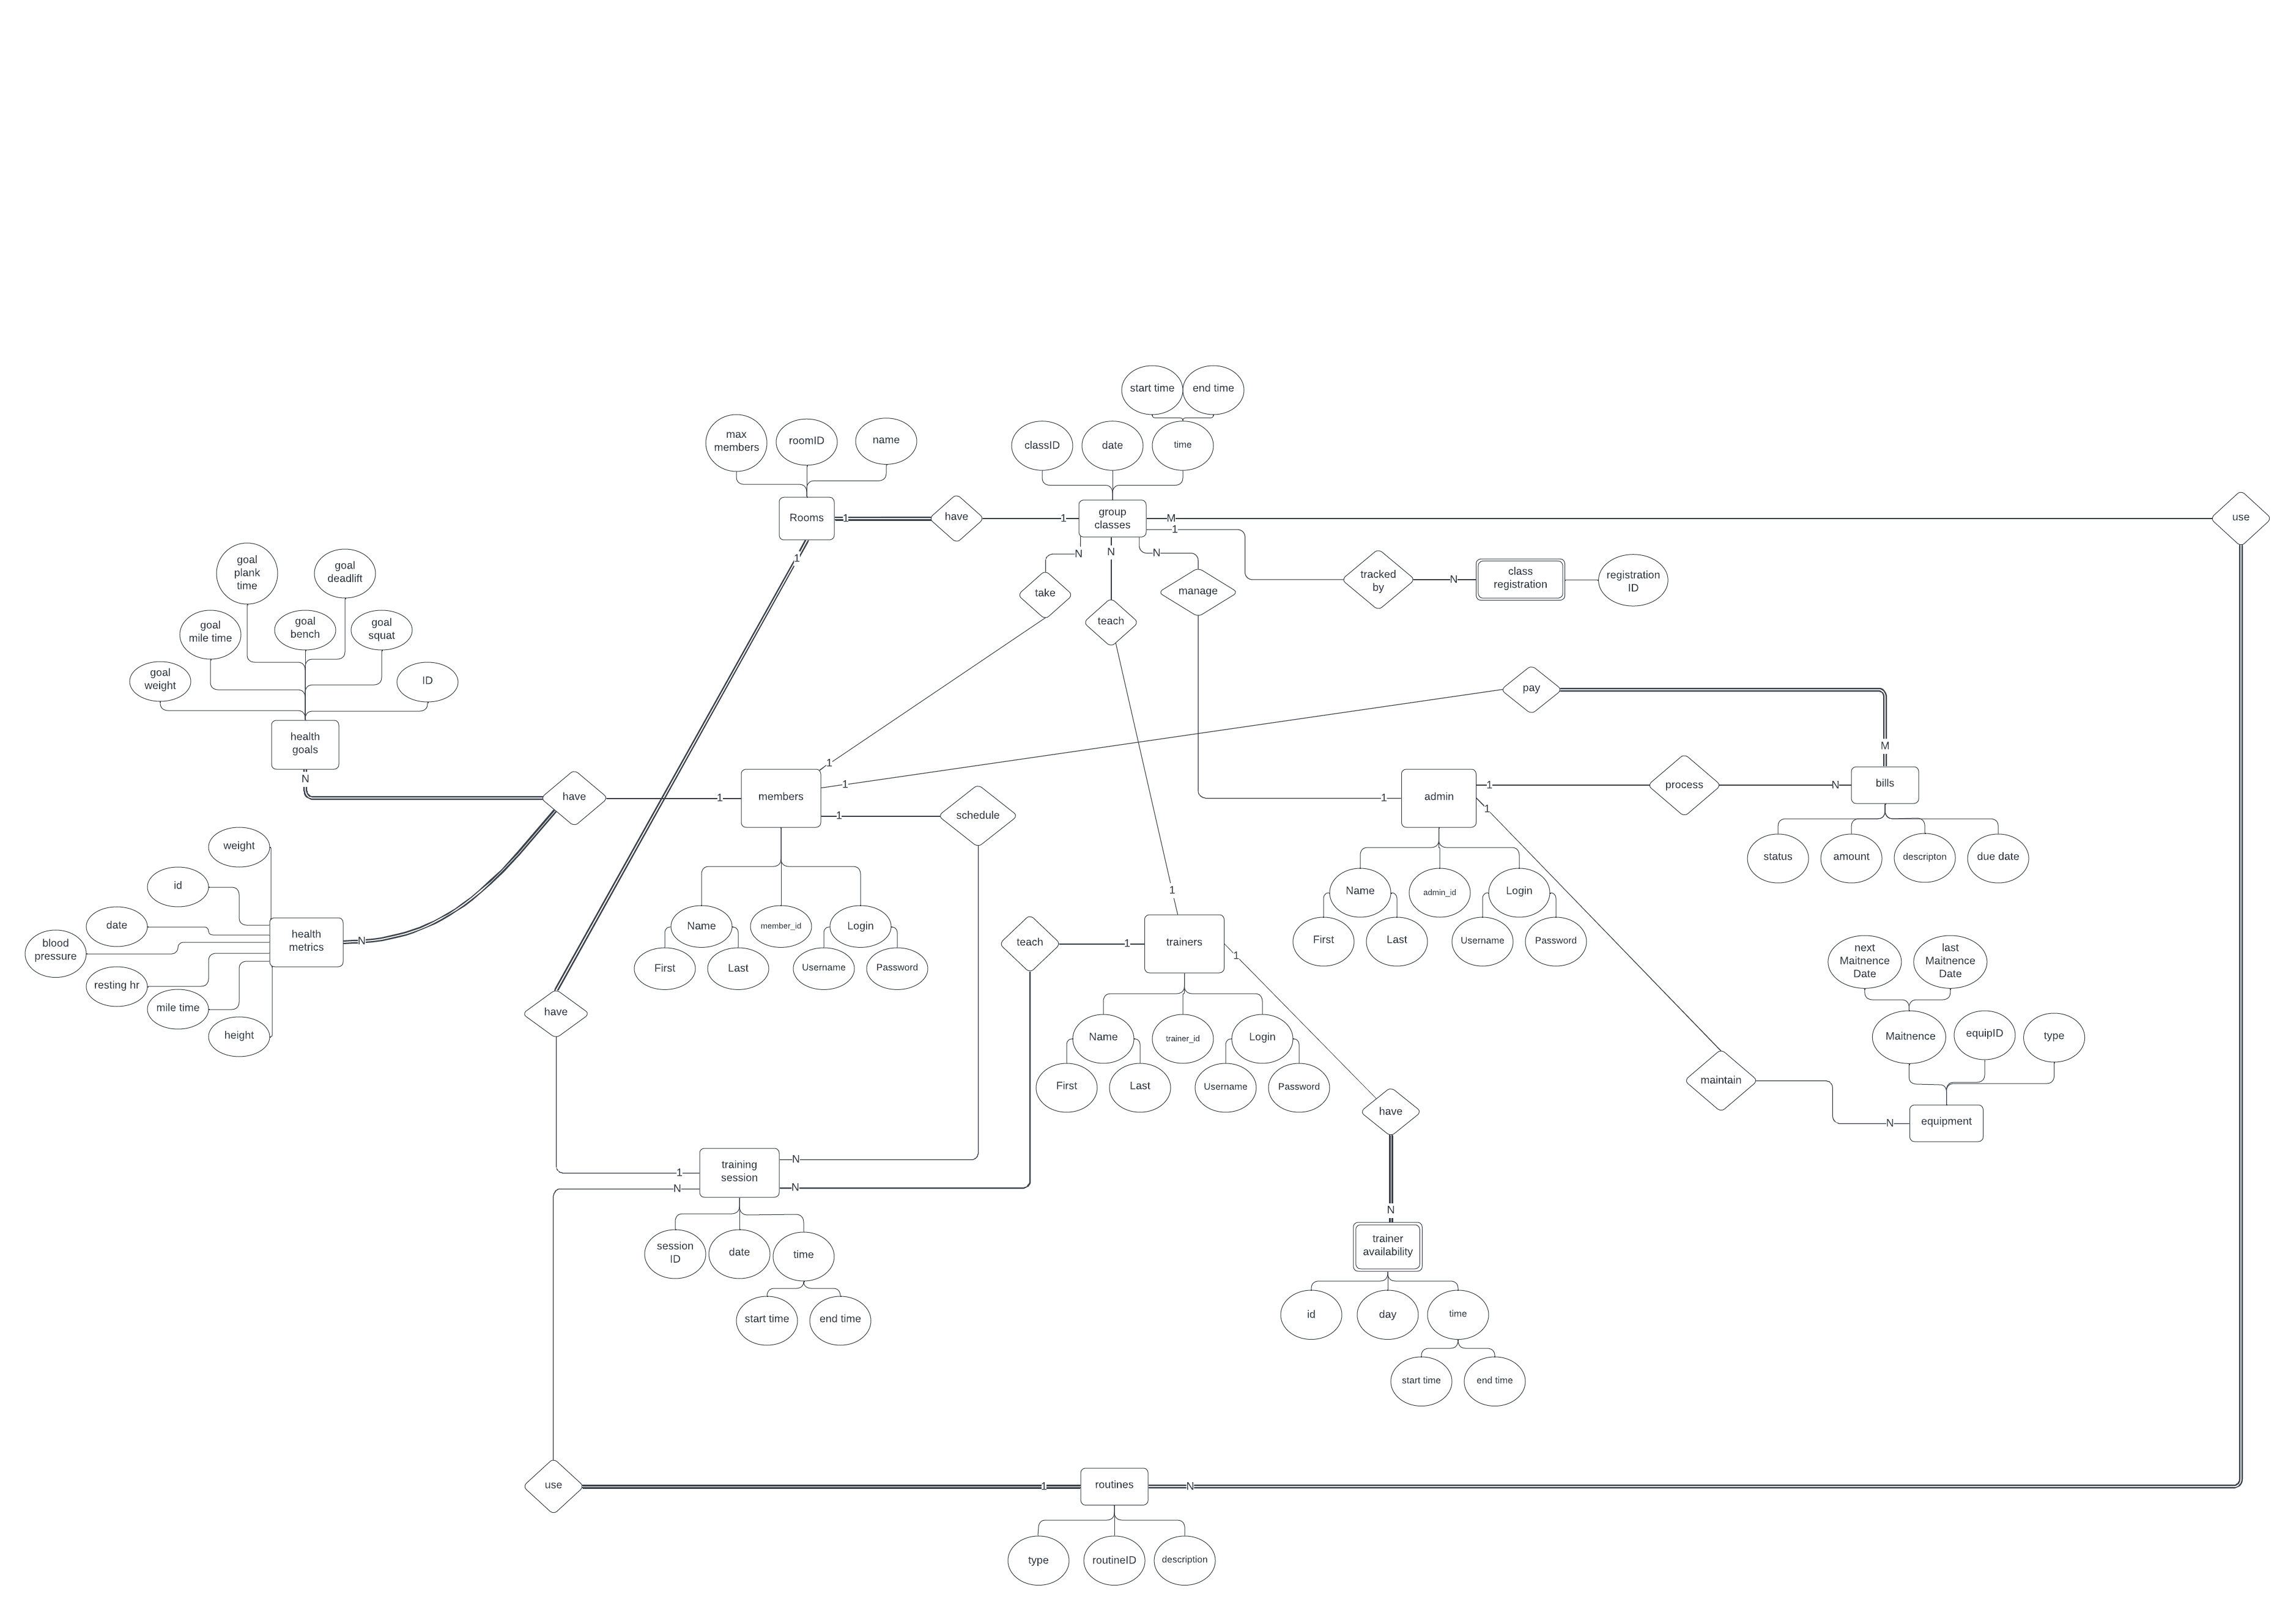 start time
end time
max
members
roomID
name
classID
date
time
Rooms
1
have
1
group
classes
M
1
use
N
N
N
1
take
teach
manage
tracked
by
N
class
registration
registration
ID
goal
plank
time
goal
deadlift
goal
mile time
goal
bench
goal
squat
goal
weight
ID
health
goals
N
pay
M
have
1
members
1
1
1
schedule
1
admin
1
1
process
N
bills
status
amount
descripton
due date
weight
id
date
blood
pressure
resting hr
mile time
height
health
metrics
N
Name
member_id
Login
First
Last
Username
Password
Name
admin_id
Login
First
Last
Username
Password
1
teach
1
trainers
1
next
Maitnence
Date
last
Maitnence
Date
Maitnence
equipID
type
have
Name
trainer_id
Login
First
Last
Username
Password
maintain
N
equipment
have
N
training
session
1
N
N
N
session
ID
date
time
start time
end time
trainer
availability
id
day
time
start time
end time
use
1
routines
N
type
routineID
description